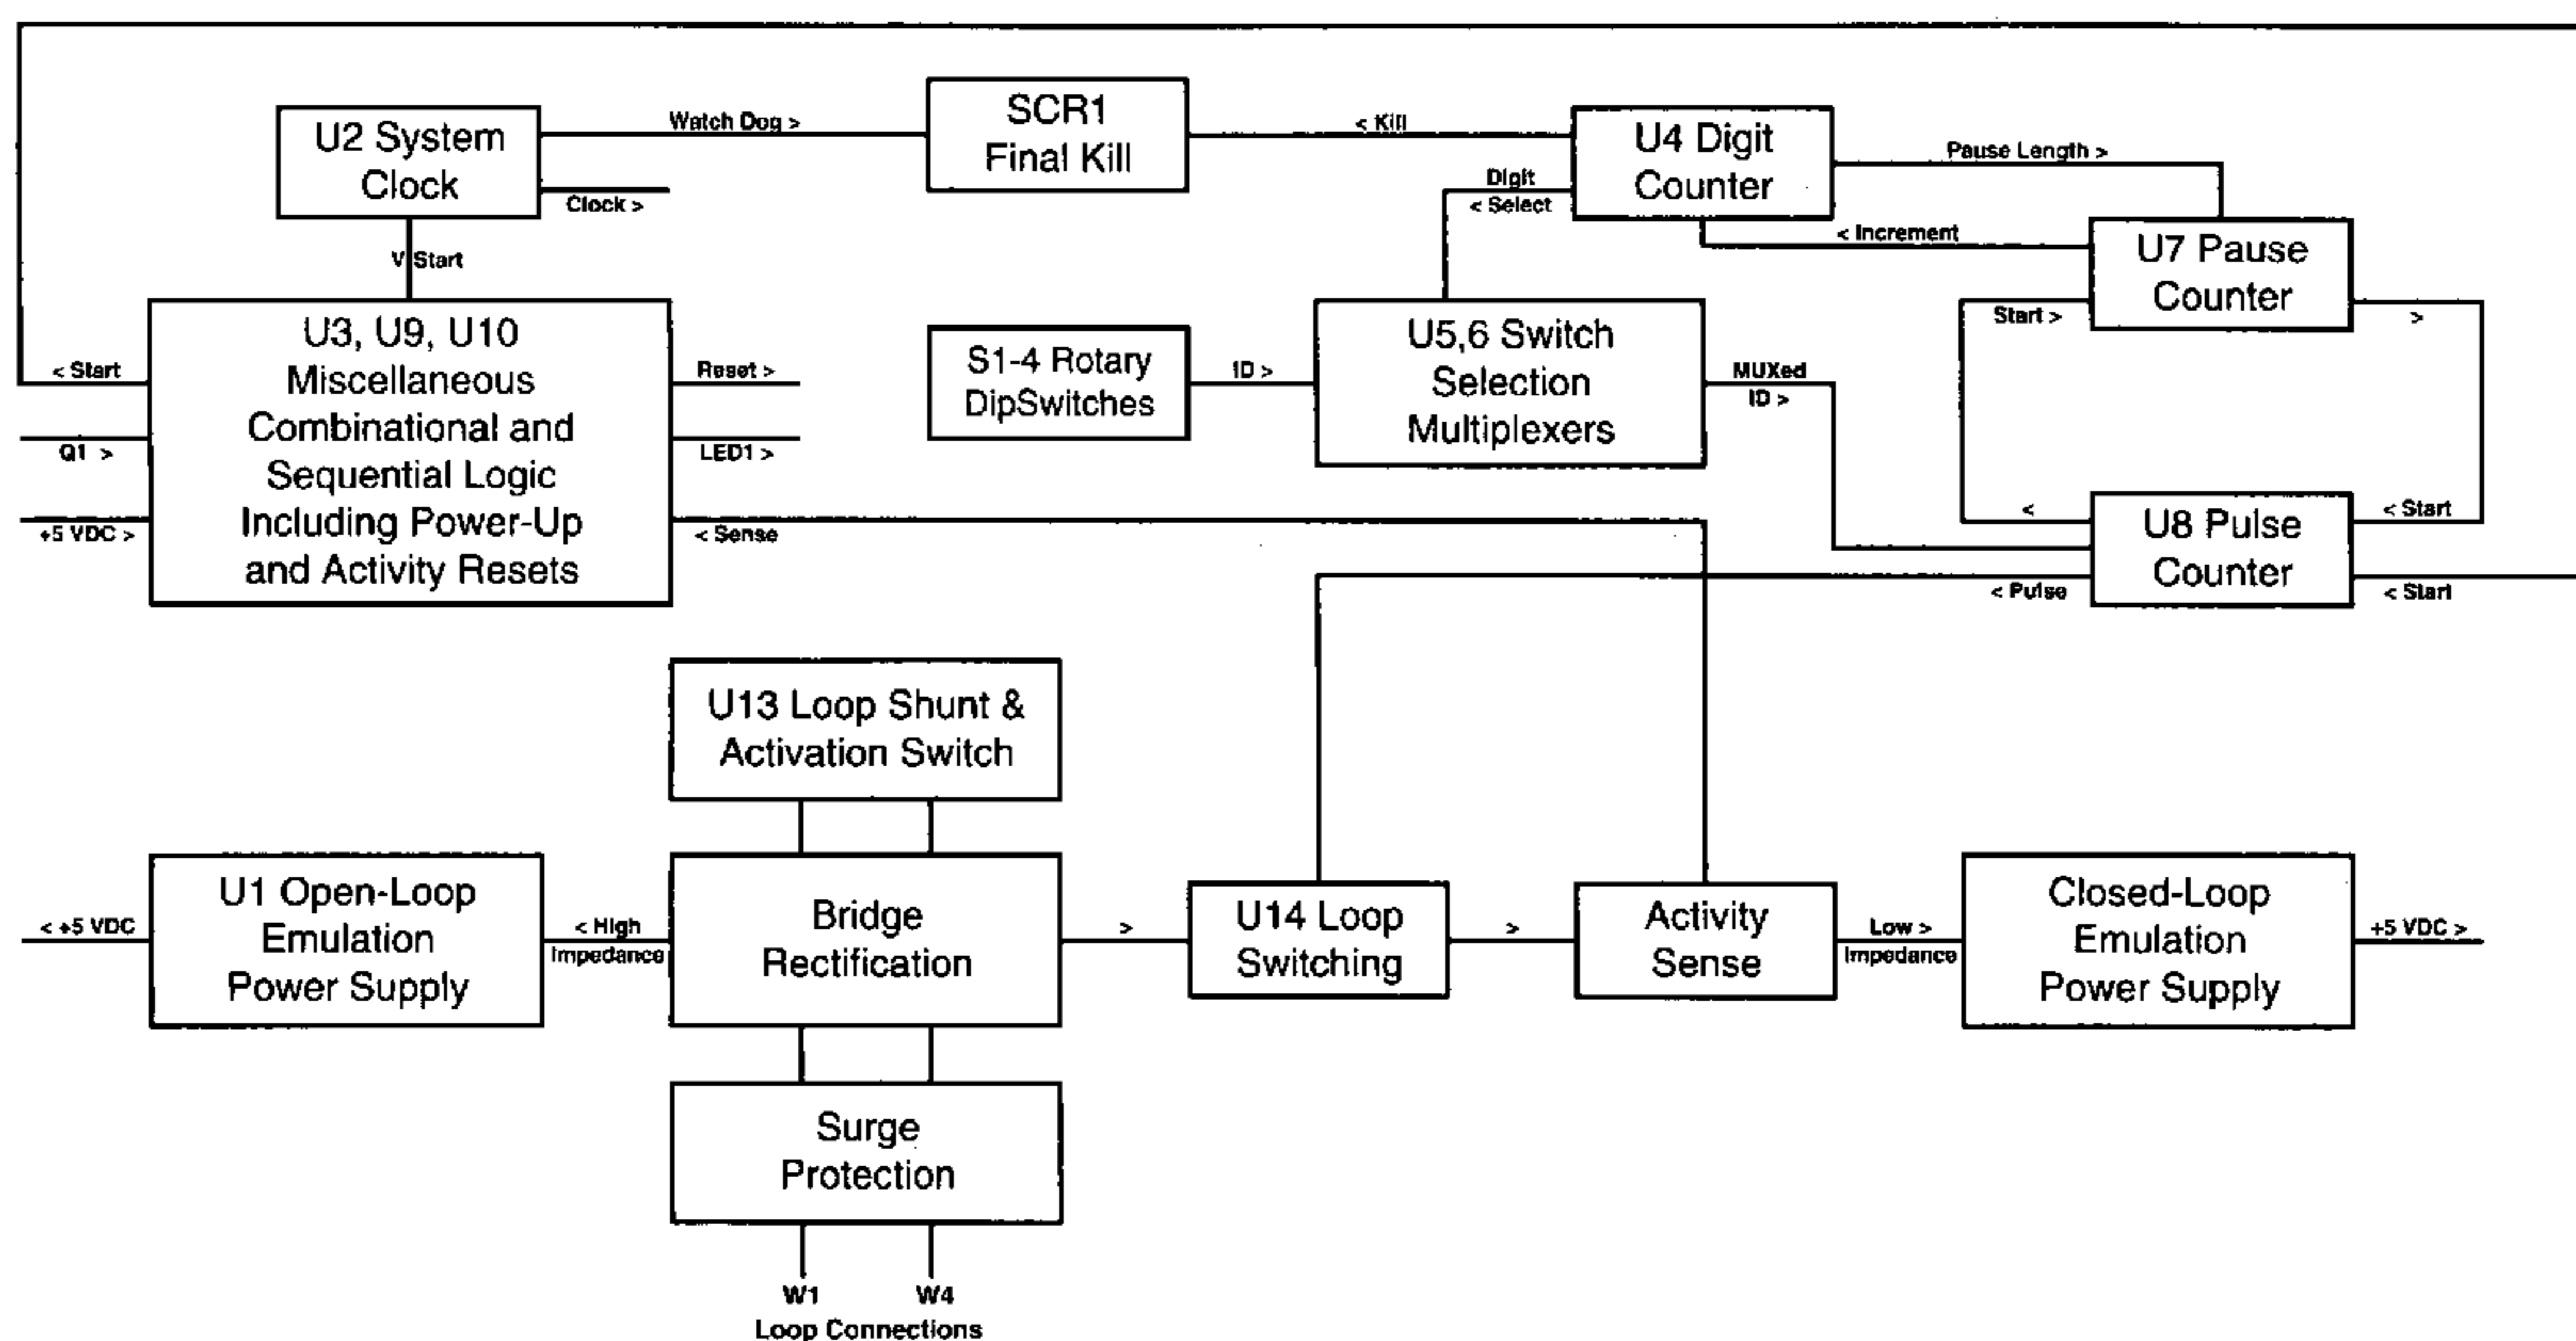 U2 System
Clock
Watch Dog >
Clock >
V Start
SCR1
Final Kill
< Kill
U4 Digit
Counter
Digit
< Select
Pause Length >
< Increment
U7 Pause
Counter
Start >
>
U3, U9, U10
Miscellaneous
Combinational and
Sequential Logic
Including Power-Up
and Activity Resets
< Start
Q1 >
+5 VDC >
Reset >
LED1 >
< Sense
S1-4 Rotary
DipSwitches
ID >
U5,6 Switch
Selection
Multiplexers
MUXed
ID >
<
U8 Pulse
Counter
< Start
< Pulse
< Start
U13 Loop Shunt &
Activation Switch
< +5 VDC
U1 Open-Loop
Emulation
Power Supply
< High
Impedance
Bridge
Rectification
>
U14 Loop
Switching
>
Activity
Sense
Low >
Impedance
Closed-Loop
Emulation
Power Supply
+5 VDC >
Surge
Protection
W1 W4
Loop Connections